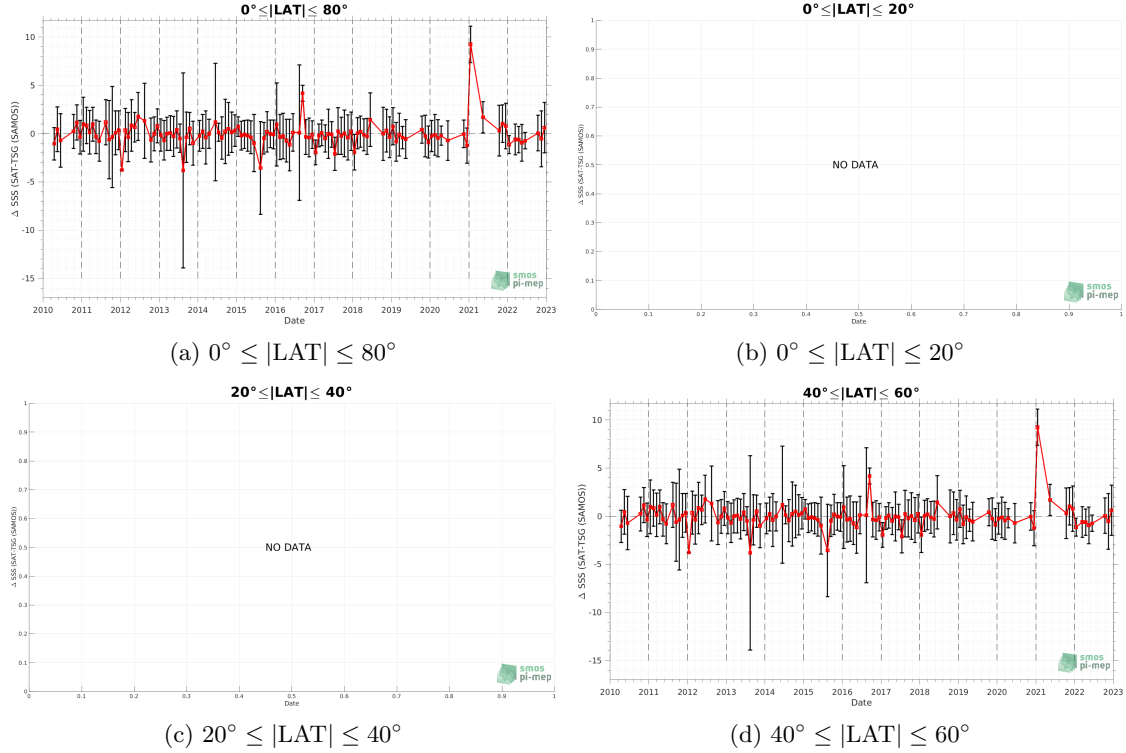 0°≤|LAT|≤ 80°
10
5
0
-5
-10
-15
Δ SSS (SAT-TSG (SAMOS))
2010 2011 2012 2013 2014 2015 2016 2017 2018 2019 2020 2021 2022 2023
Date
smos
pi-mep
(a) 0° ≤ |LAT| ≤ 80°
0°≤|LAT|≤ 20°
1
0.9
0.8
0.7
0.6
0.5
0.4
0.3
0.2
0.1
0
Δ SSS (SAT-TSG (SAMOS))
NO DATA
0 0.1 0.2 0.3 0.4 0.5 0.6 0.7 0.8 0.9 1
Date
smos
pi-mep
(b) 0° ≤ |LAT| ≤ 20°
20°≤|LAT|≤ 40°
1
0.9
0.8
0.7
0.6
0.5
0.4
0.3
0.2
0.1
0
Δ SSS (SAT-TSG (SAMOS))
NO DATA
0 0.1 0.2 0.3 0.4 0.5 0.6 0.7 0.8 0.9 1
Date
smos
pi-mep
(c) 20° ≤ |LAT| ≤ 40°
40°≤|LAT|≤ 60°
10
5
0
-5
-10
-15
Δ SSS (SAT-TSG (SAMOS))
2010 2011 2012 2013 2014 2015 2016 2017 2018 2019 2020 2021 2022 2023
Date
smos
pi-mep
(d) 40° ≤ |LAT| ≤ 60°